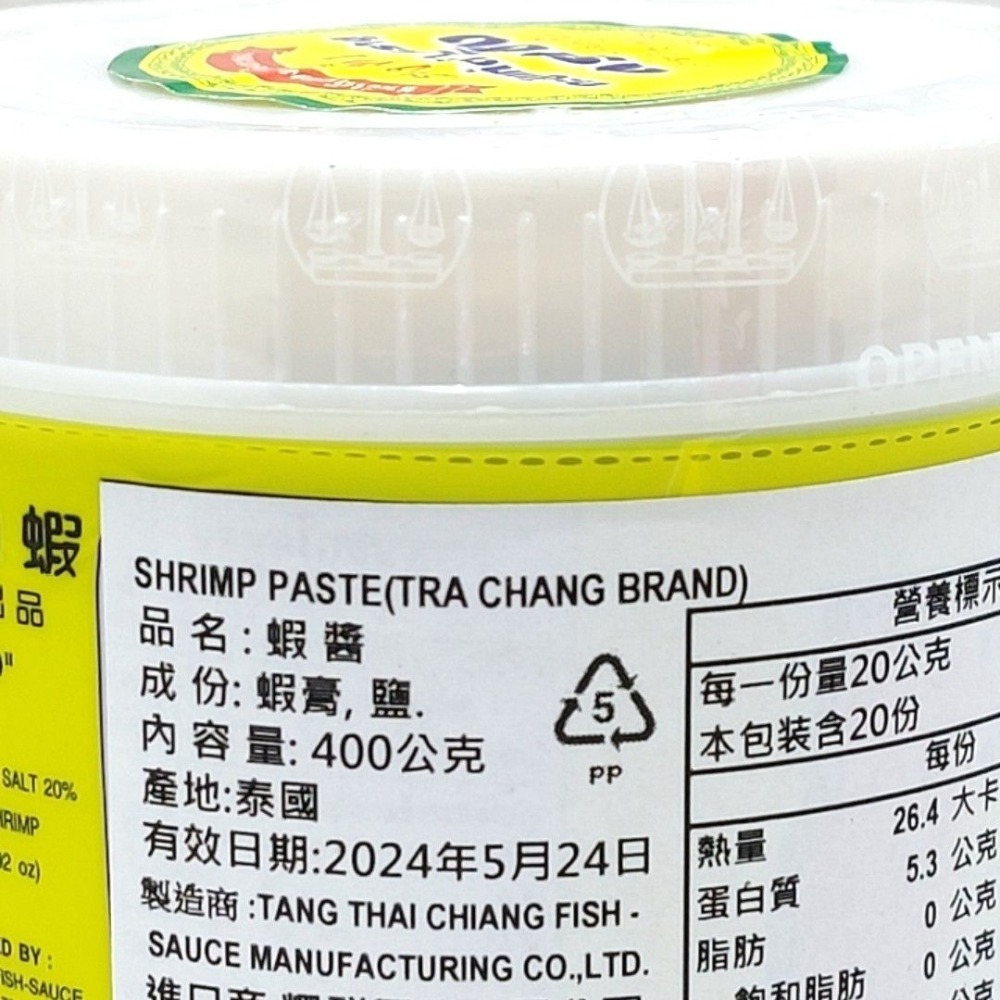 OPEN
蝦
品
SALT 20%
SHRIMP PASTE(TRA CHANG BRAND)
品名:蝦醬
成份:蝦膏,鹽.
內容量:400公克
產地:泰國
有效日期:2024年5月24日
製造商:TANG THAI CHIANG FISH-
SAUCE MANUFACTURING CO.,LTD.
進口商
5
PP
營養標示
每一份量20公克
本包裝含20份
每份
熱量 26.4 大卡
蛋白質 5.3 公克
脂肪 0 公克
飽和脂肪 0 公克